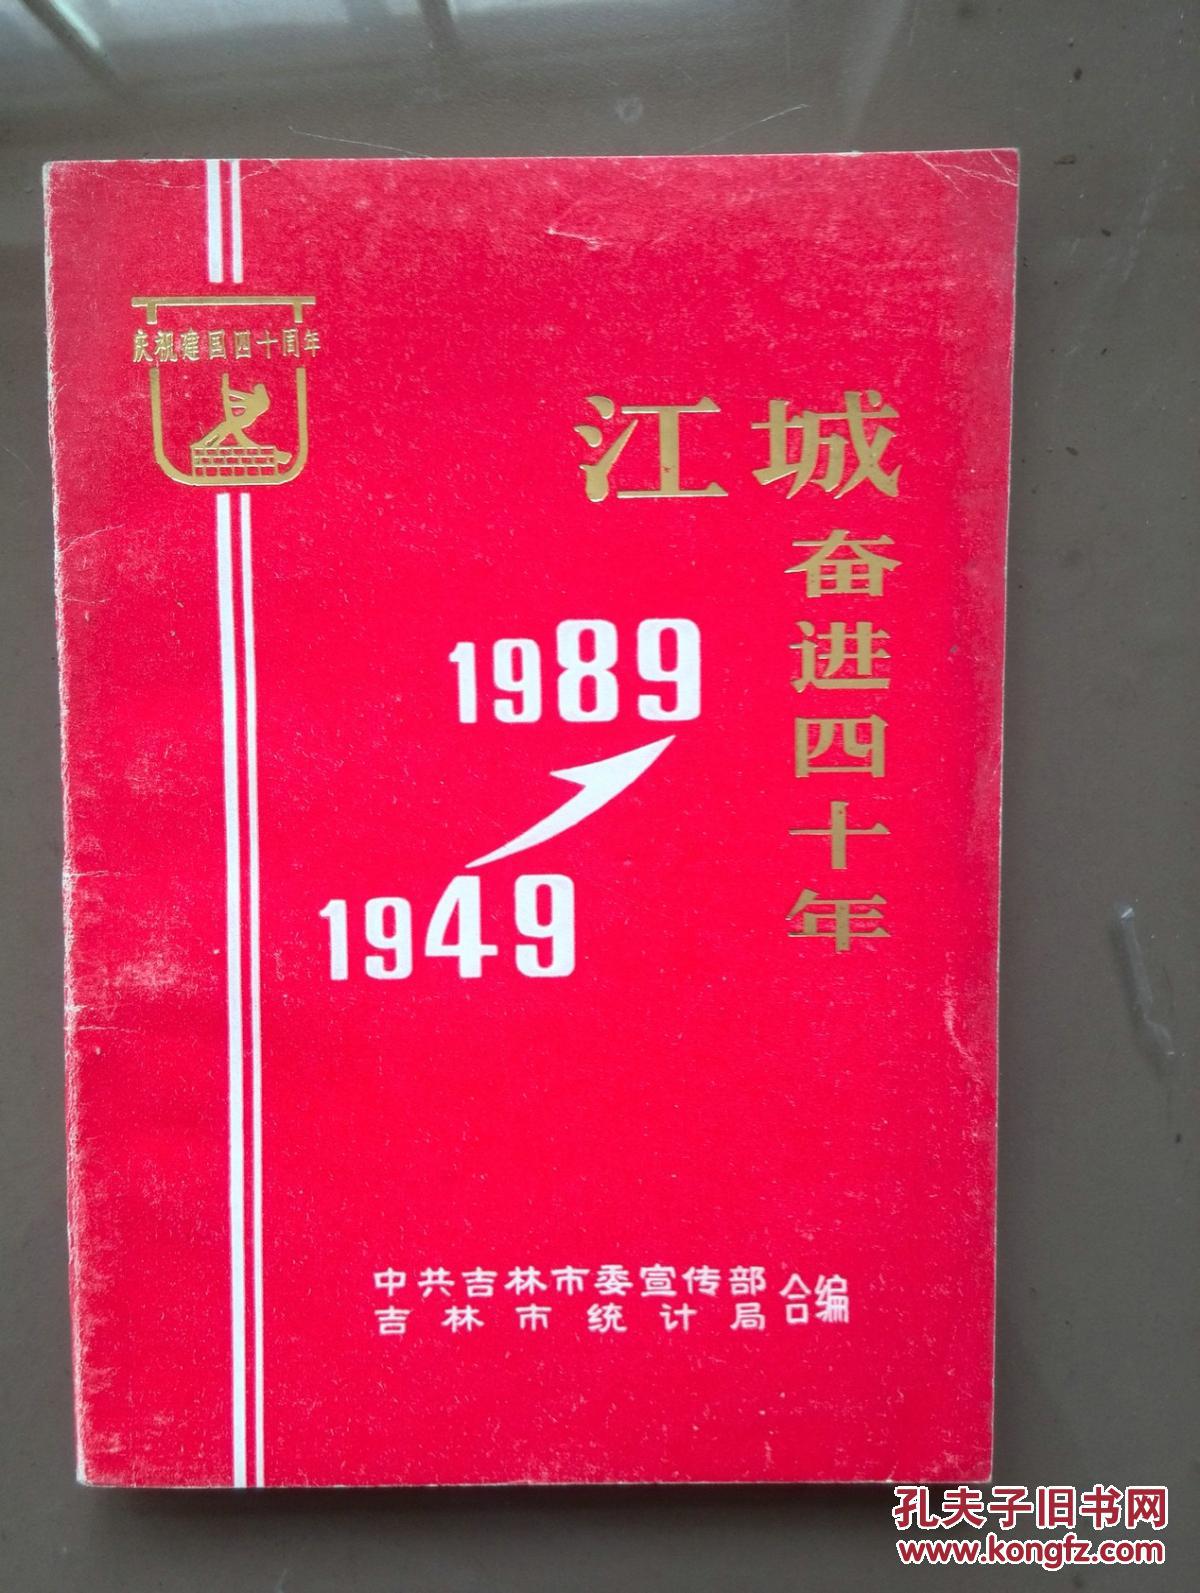 庆祝建国四十周年
江城
奋进四十年
1989
1949
中共吉林市委宣传部
吉林市统计局
合编
孔夫子旧书网
www.kongfz.com